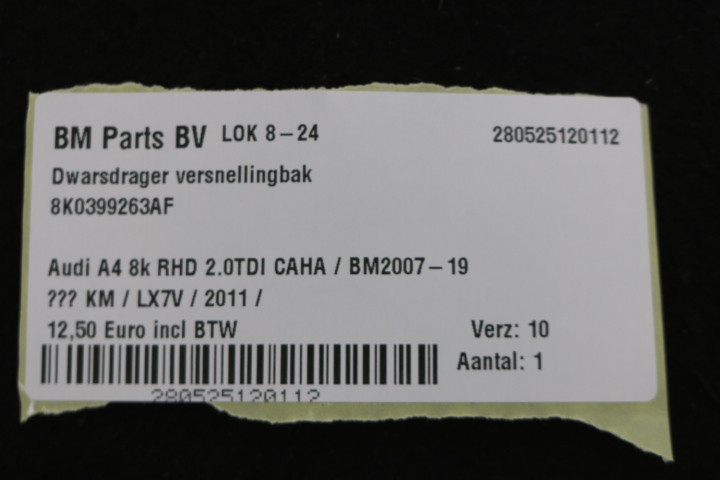 BM Parts BV LOK 8-24 280525120112
Dwarsdrager versnellingbak
8K0399263AF
Audi A4 8k RHD 2.0TDI CAHA / BM2007-19
??? KM / LX7V / 2011 /
12,50 Euro incl BTW Verz: 10
Aantal: 1
280525120112